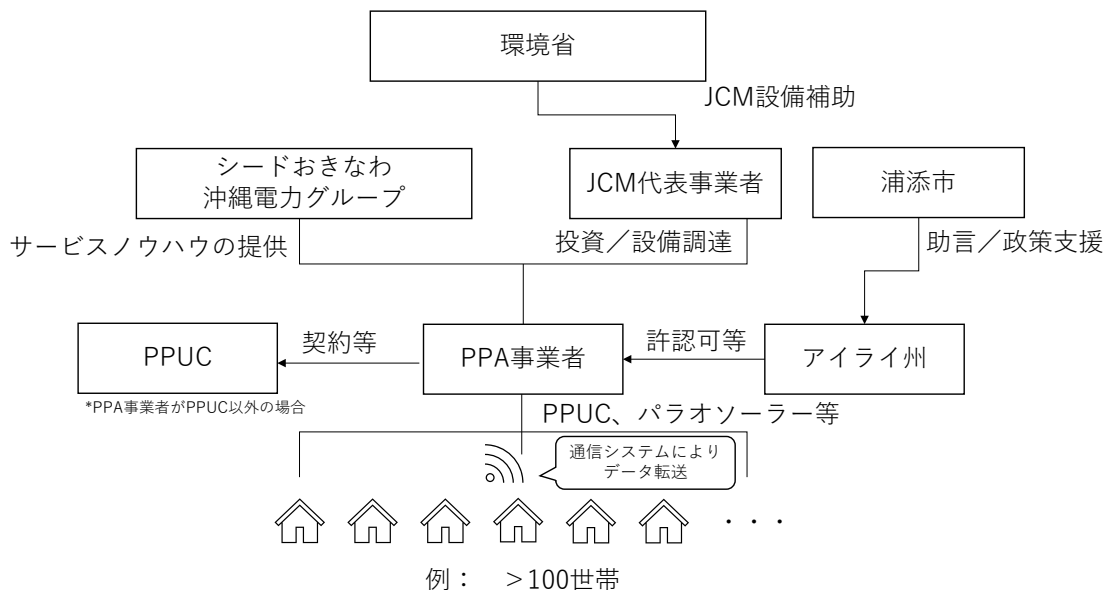 環境省
JCM設備補助
シードおきなわ
沖縄電力グループ
JCM代表事業者
浦添市
サービスノウハウの提供
投資／設備調達
助言／政策支援
PPUC
契約等
PPA事業者
許認可等
アイライ州
*PPA事業者がPPUC以外の場合
PPUC、パラオソーラー等
通信システムにより
データ転送
・・・
例：　＞100世帯